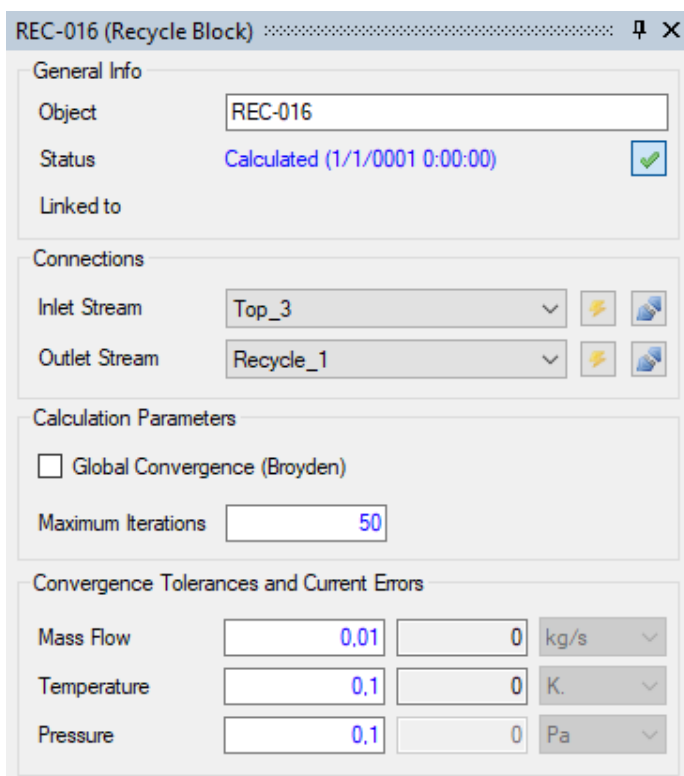 REC-016 (Recycle Block)
General Info
Object REC-016
Status Calculated (1/1/0001 0:00:00)
Linked to
Connections
Inlet Stream Top_3
Outlet Stream Recycle_1
Calculation Parameters
Global Convergence (Broyden)
Maximum Iterations 50
Convergence Tolerances and Current Errors
Mass Flow 0,01 0 kg/s
Temperature 0,1 0 K.
Pressure 0,1 0 Pa